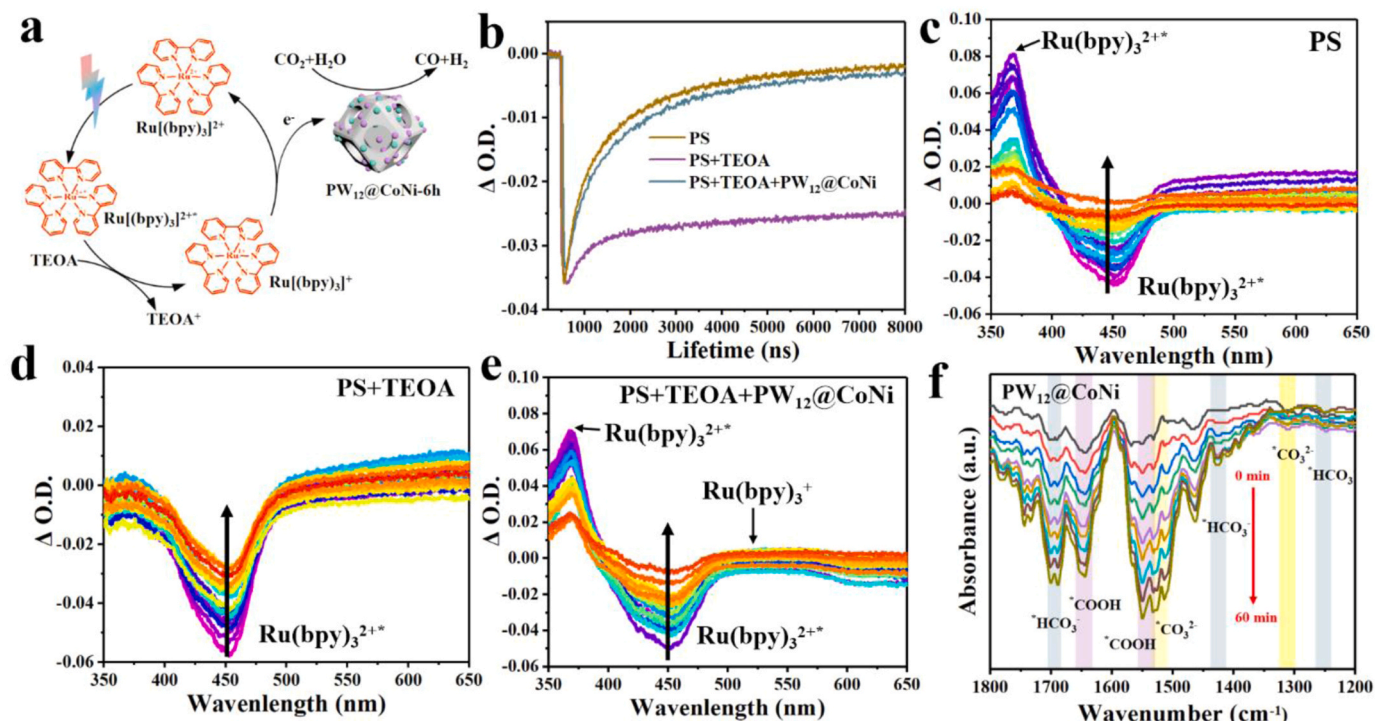 a
Ru[(bpy)₃]²⁺
CO₂+H₂O
CO+H₂
e⁻
PW₁₂@CoNi-6h
Ru[(bpy)₃]²⁺*
TEOA
Ru[(bpy)₃]⁺
TEOA⁺
b
0.00
-0.01
-0.02
-0.03
-0.04
Δ O.D.
PS
PS+TEOA
PS+TEOA+PW₁₂@CoNi
1000 2000 3000 4000 5000 6000 7000 8000
Lifetime (ns)
c
0.10
0.08
0.06
0.04
0.02
0.00
-0.02
-0.04
-0.06
Δ O.D.
Ru(bpy)₃²⁺*
PS
Ru(bpy)₃²⁺*
350 400 450 500 550 600 650
Wavelength (nm)
d
0.04
0.02
0.00
-0.02
-0.04
-0.06
Δ O.D.
PS+TEOA
Ru(bpy)₃²⁺*
350 400 450 500 550 600 650
Wavelength (nm)
e
0.10
0.08
0.06
0.04
0.02
0.00
-0.02
-0.04
-0.06
Δ O.D.
PS+TEOA+PW₁₂@CoNi
Ru(bpy)₃²⁺*
Ru(bpy)₃⁺
Ru(bpy)₃²⁺*
350 400 450 500 550 600 650
Wavelength (nm)
f
PW₁₂@CoNi
Absorbance (a.u.)
*CO₃²⁻
0 min
*HCO₃
*HCO₃⁻
*COOH
60 min
*HCO₃⁻
*COOH
*CO₃²⁻
1800 1700 1600 1500 1400 1300 1200
Wavenumber (cm⁻¹)